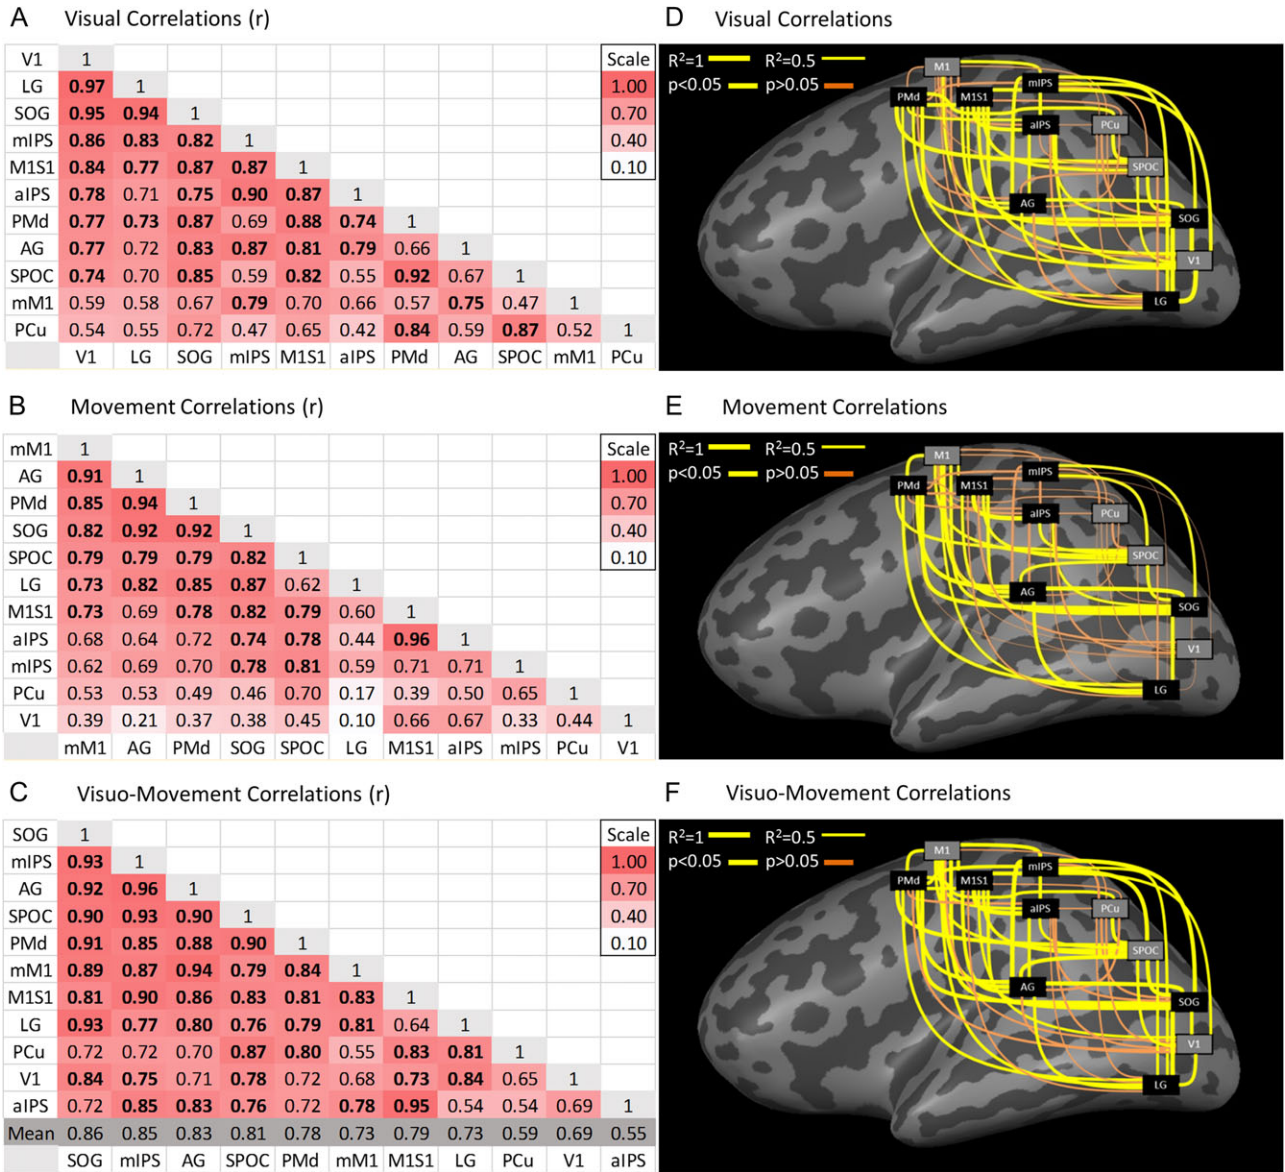 A Visual Correlations (r)
V1 1 Scale
LG 0.97 1 1.00
SOG 0.95 0.94 1 0.70
mIPS 0.86 0.83 0.82 1 0.40
M1S1 0.84 0.77 0.87 0.87 1 0.10
aIPS 0.78 0.71 0.75 0.90 0.87 1
PMd 0.77 0.73 0.87 0.69 0.88 0.74 1
AG 0.77 0.72 0.83 0.87 0.81 0.79 0.66 1
SPOC 0.74 0.70 0.85 0.59 0.82 0.55 0.92 0.67 1
mM1 0.59 0.58 0.67 0.79 0.70 0.66 0.57 0.75 0.47 1
PCu 0.54 0.55 0.72 0.47 0.65 0.42 0.84 0.59 0.87 0.52 1
V1 LG SOG mIPS M1S1 aIPS PMd AG SPOC mM1 PCu
D Visual Correlations
R²=1 R²=0.5
p<0.05 p>0.05
M1
mIPS
PMd M1S1
aIPS PCu
SPOC
AG
SOG
V1
LG
B Movement Correlations (r)
mM1 1 Scale
AG 0.91 1 1.00
PMd 0.85 0.94 1 0.70
SOG 0.82 0.92 0.92 1 0.40
SPOC 0.79 0.79 0.79 0.82 1 0.10
LG 0.73 0.82 0.85 0.87 0.62 1
M1S1 0.73 0.69 0.78 0.82 0.79 0.60 1
aIPS 0.68 0.64 0.72 0.74 0.78 0.44 0.96 1
mIPS 0.62 0.69 0.70 0.78 0.81 0.59 0.71 0.71 1
PCu 0.53 0.53 0.49 0.46 0.70 0.17 0.39 0.50 0.65 1
V1 0.39 0.21 0.37 0.38 0.45 0.10 0.66 0.67 0.33 0.44 1
mM1 AG PMd SOG SPOC LG M1S1 aIPS mIPS PCu V1
E Movement Correlations
R²=1 R²=0.5
p<0.05 p>0.05
M1
mIPS
PMd M1S1
aIPS PCu
SPOC
AG
SOG
V1
LG
C Visuo-Movement Correlations (r)
SOG 1 Scale
mIPS 0.93 1 1.00
AG 0.92 0.96 1 0.70
SPOC 0.90 0.93 0.90 1 0.40
PMd 0.91 0.85 0.88 0.90 1 0.10
mM1 0.89 0.87 0.94 0.79 0.84 1
M1S1 0.81 0.90 0.86 0.83 0.81 0.83 1
LG 0.93 0.77 0.80 0.76 0.79 0.81 0.64 1
PCu 0.72 0.72 0.70 0.87 0.80 0.55 0.83 0.81 1
V1 0.84 0.75 0.71 0.78 0.72 0.68 0.73 0.84 0.65 1
aIPS 0.72 0.85 0.83 0.76 0.72 0.78 0.95 0.54 0.54 0.69 1
Mean 0.86 0.85 0.83 0.81 0.78 0.73 0.79 0.73 0.59 0.69 0.55
SOG mIPS AG SPOC PMd mM1 M1S1 LG PCu V1 aIPS
F Visuo-Movement Correlations
R²=1 R²=0.5
p<0.05 p>0.05
M1
mIPS
PMd M1S1
aIPS PCu
SPOC
AG
SOG
V1
LG